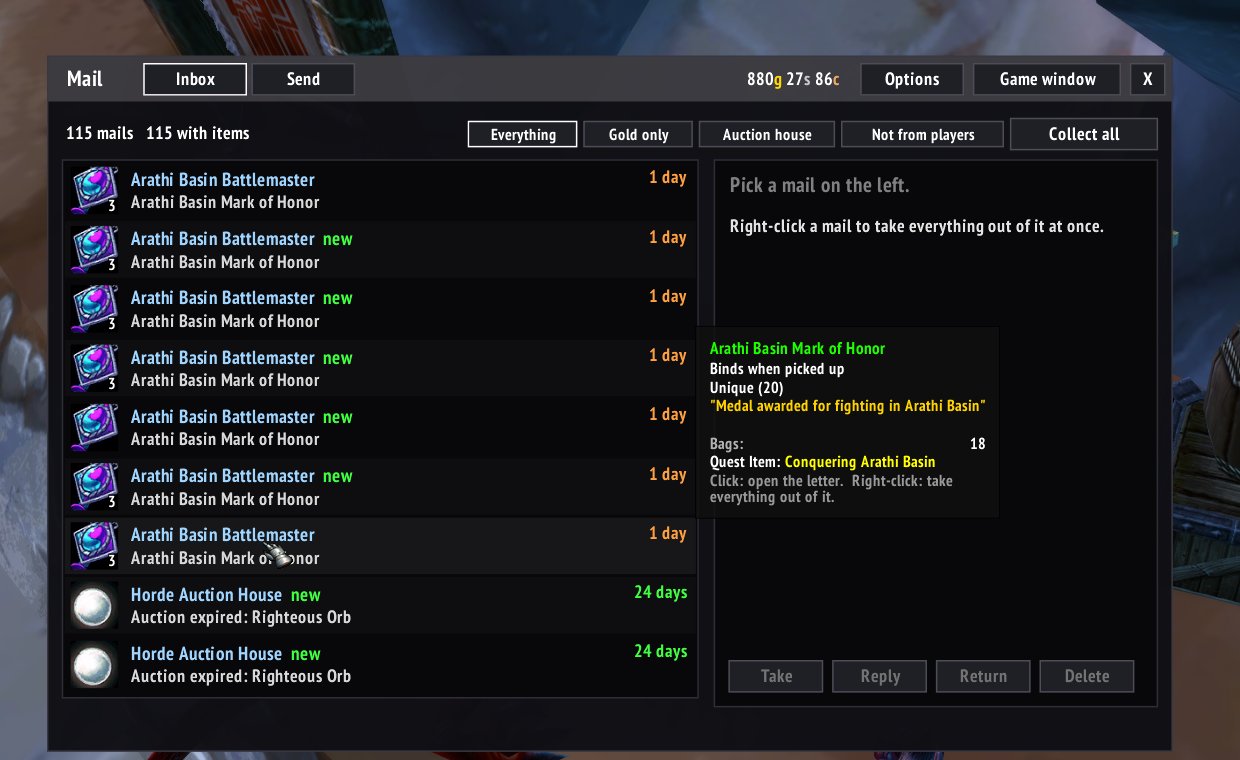 Mail Inbox Send 880g 27s 86c Options Game window X
115 mails 115 with items Everything Gold only Auction house Not from players Collect all
Arathi Basin Battlemaster 1 day
3 Arathi Basin Mark of Honor
Arathi Basin Battlemaster new 1 day
3 Arathi Basin Mark of Honor
Arathi Basin Battlemaster new 1 day
3 Arathi Basin Mark of Honor
Arathi Basin Battlemaster new 1 day
3 Arathi Basin Mark of Honor
Arathi Basin Battlemaster new 1 day
Arathi Basin Mark of Honor
Arathi Basin Battlemaster new 1 day
3 Arathi Basin Mark of Honor
Arathi Basin Battlemaster 1 day
3 Arathi Basin Mark of Honor
Horde Auction House new 24 days
Auction expired: Righteous Orb
Horde Auction House new 24 days
Auction expired: Righteous Orb
Pick a mail on the left.
Right-click a mail to take everything out of it at once.
Arathi Basin Mark of Honor
Binds when picked up
Unique (20)
"Medal awarded for fighting in Arathi Basin"
Bags: 18
Quest Item: Conquering Arathi Basin
Click: open the letter. Right-click: take
everything out of it.
Take Reply Return Delete